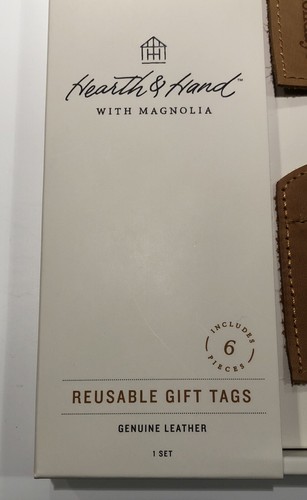 Hearth & Hand™
WITH MAGNOLIA
INCLUDES
6
PIECES
REUSABLE GIFT TAGS
GENUINE LEATHER
1 SET